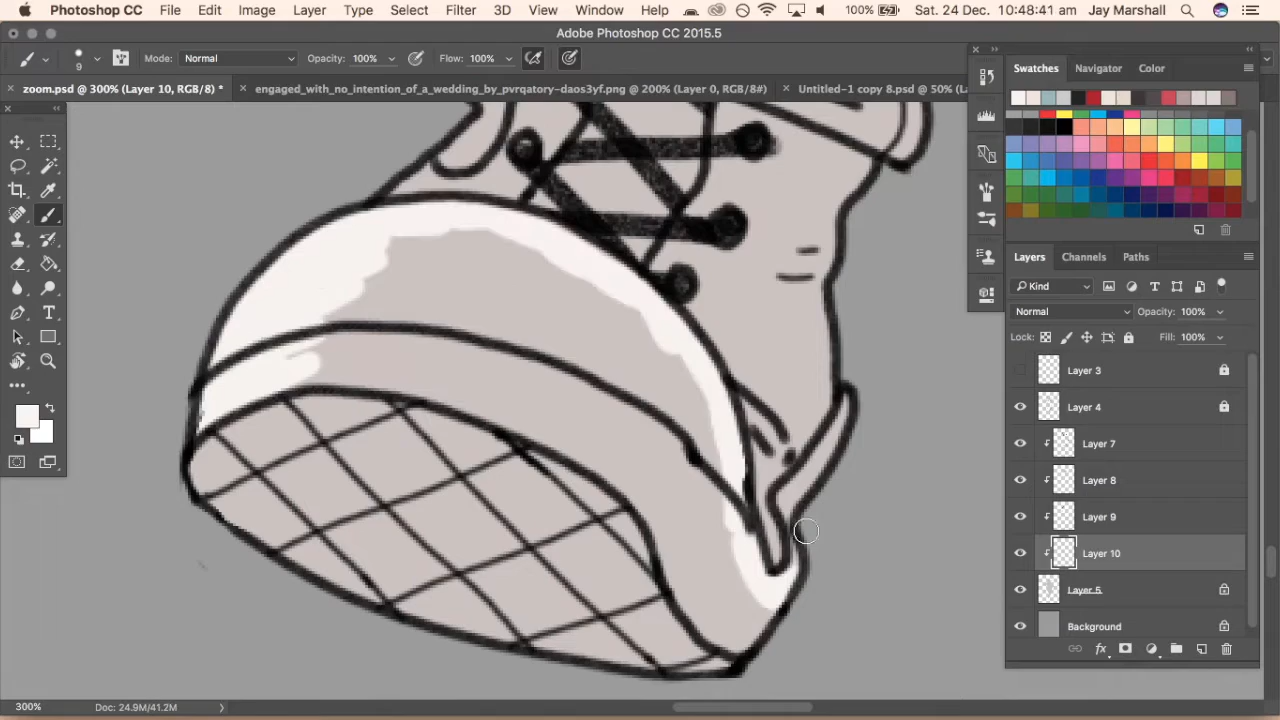 Photoshop CC File Edit Image Layer Type Select Filter 3D View Window Help 100% Sat. 24 Dec. 10:48:41 am Jay Marshall
Adobe Photoshop CC 2015.5
9 Mode: Normal Opacity: 100% Flow: 100%
zoom.psd @ 300% (Layer 10, RGB/8) * engaged_with_no_intention_of_a_wedding_by_pvrqatory-daos3yf.png @ 200% (Layer 0, RGB/8#) Untitled-1 copy 8.psd @ 50% (L
Swatches Navigator Color
Layers Channels Paths
Kind
Normal Opacity: 100%
Lock: Fill: 100%
Layer 3
Layer 4
Layer 7
Layer 8
Layer 9
Layer 10
Layer 5
Background
fx
300% Doc: 24.9M/41.2M